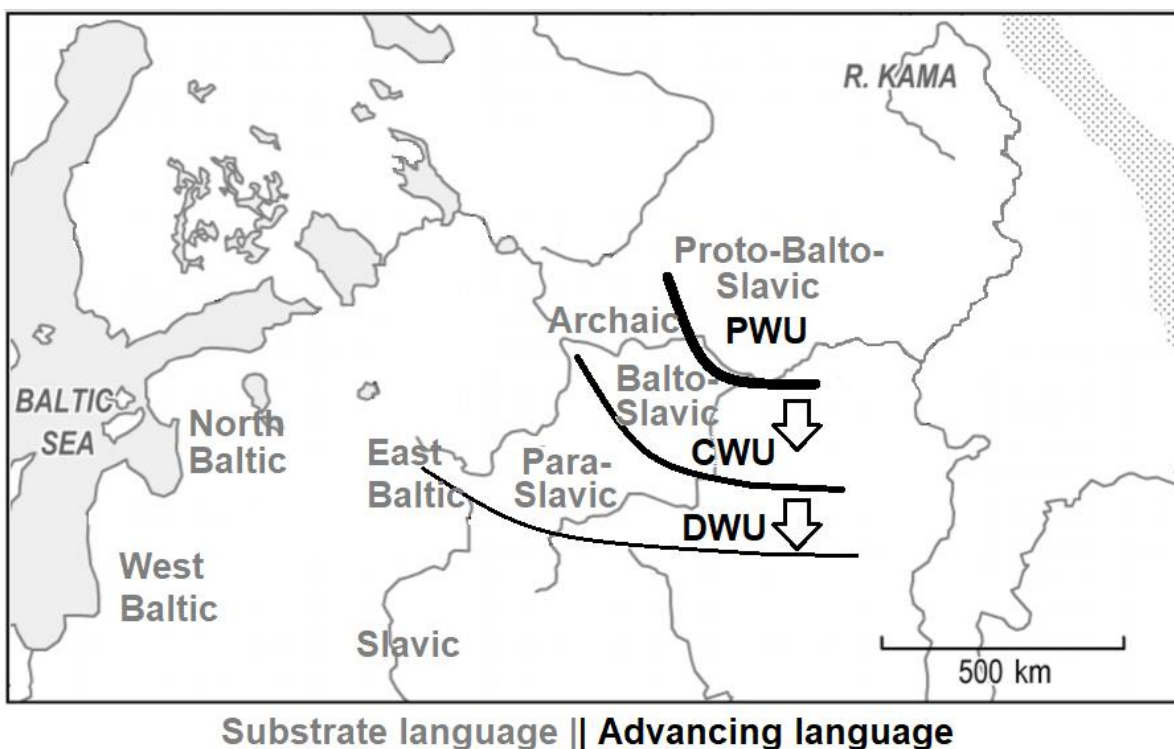 R. KAMA
Proto-Balto-
Slavic
PWU
Archaic
Balto-
Slavic
CWU
BALTIC
SEA
North
Baltic
East
Baltic
Para-
Slavic
DWU
West
Baltic
Slavic
500 km
Substrate language || Advancing language